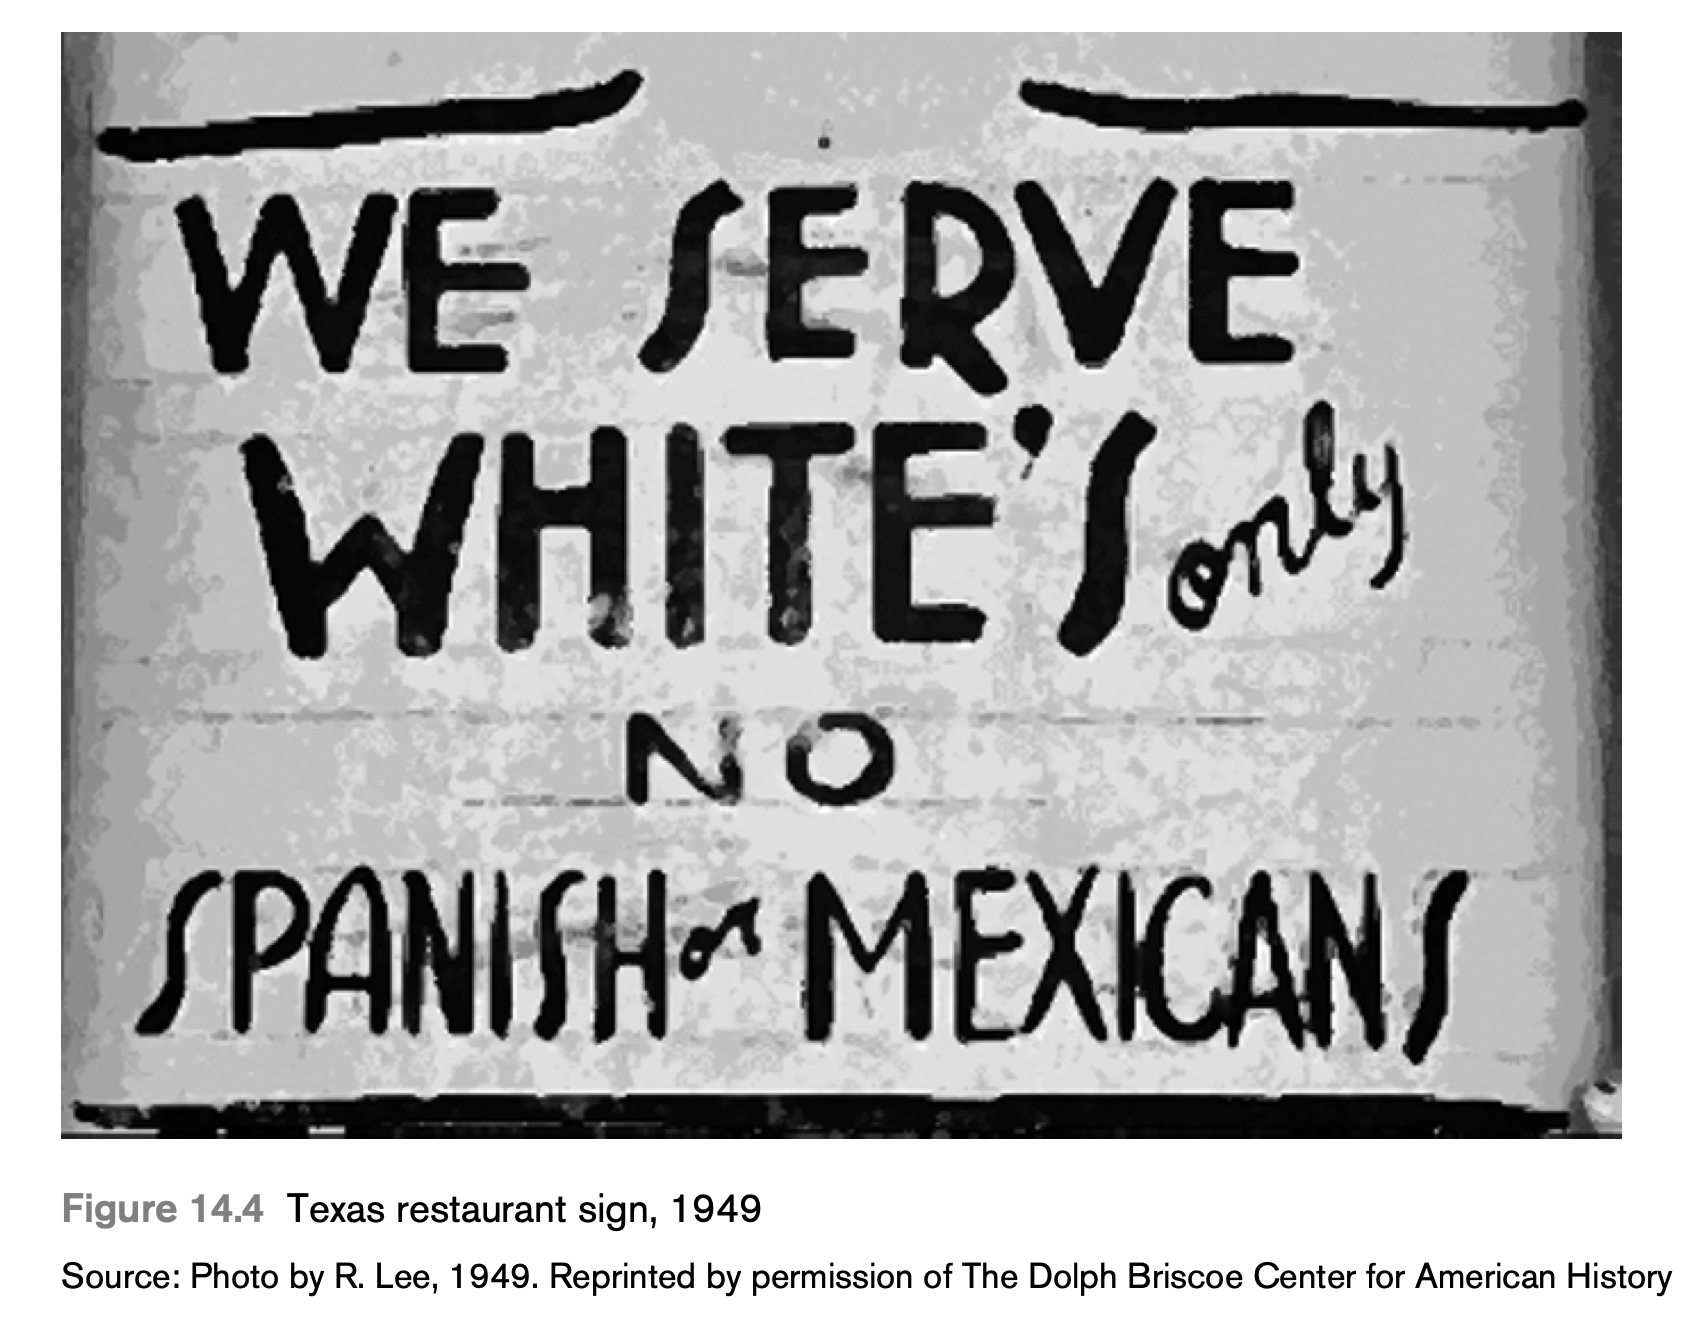 WE SERVE
WHITE'S only
NO
SPANISH or MEXICANS
Figure 14.4 Texas restaurant sign, 1949
Source: Photo by R. Lee, 1949. Reprinted by permission of The Dolph Briscoe Center for American History